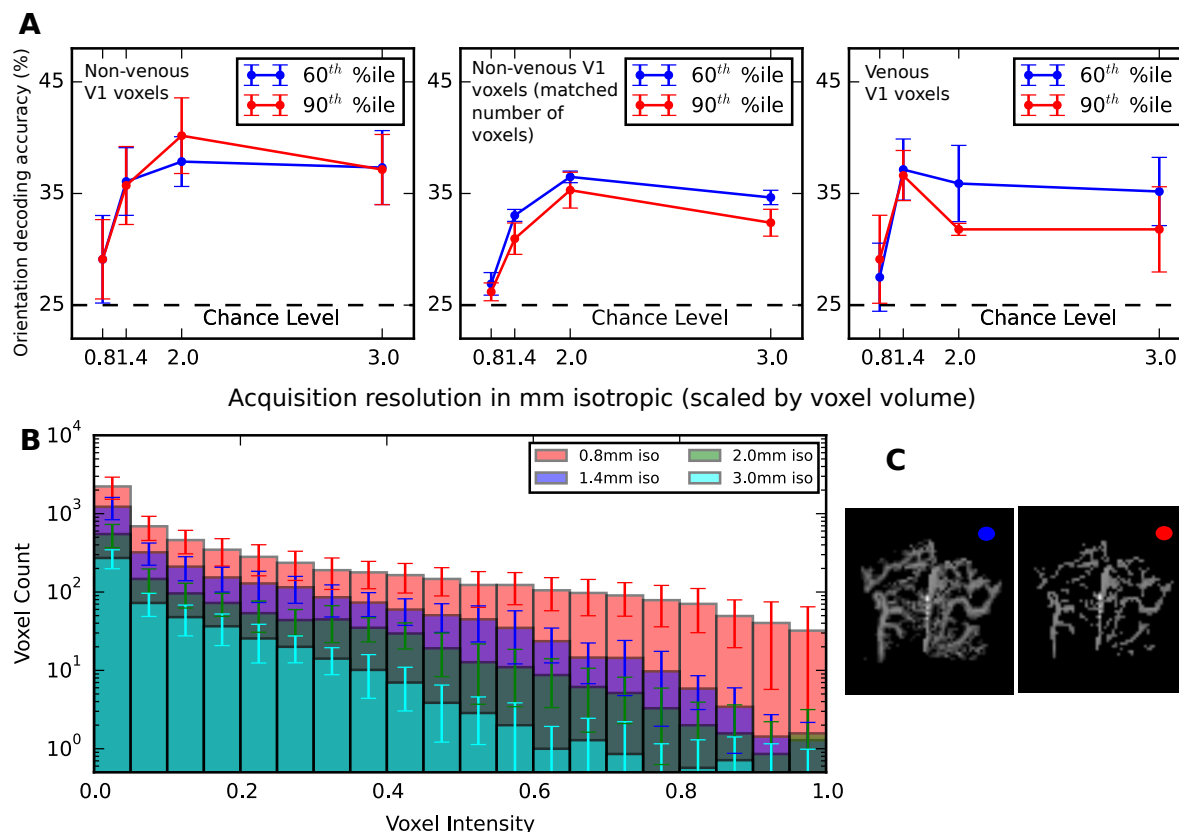 A
Orientation decoding accuracy (%)
45
35
25
Non-venous
V1 voxels
60th %ile
90th %ile
Chance Level
0.81.4 2.0 3.0
45
35
25
Non-venous V1
voxels (matched
number of
voxels)
60th %ile
90th %ile
Chance Level
0.81.4 2.0 3.0
45
35
25
Venous
V1 voxels
60th %ile
90th %ile
Chance Level
0.81.4 2.0 3.0
Acquisition resolution in mm isotropic (scaled by voxel volume)
B
Voxel Count
10^4
10^3
10^2
10^1
10^0
0.8mm iso 2.0mm iso
1.4mm iso 3.0mm iso
0.0 0.2 0.4 0.6 0.8 1.0
Voxel Intensity
C